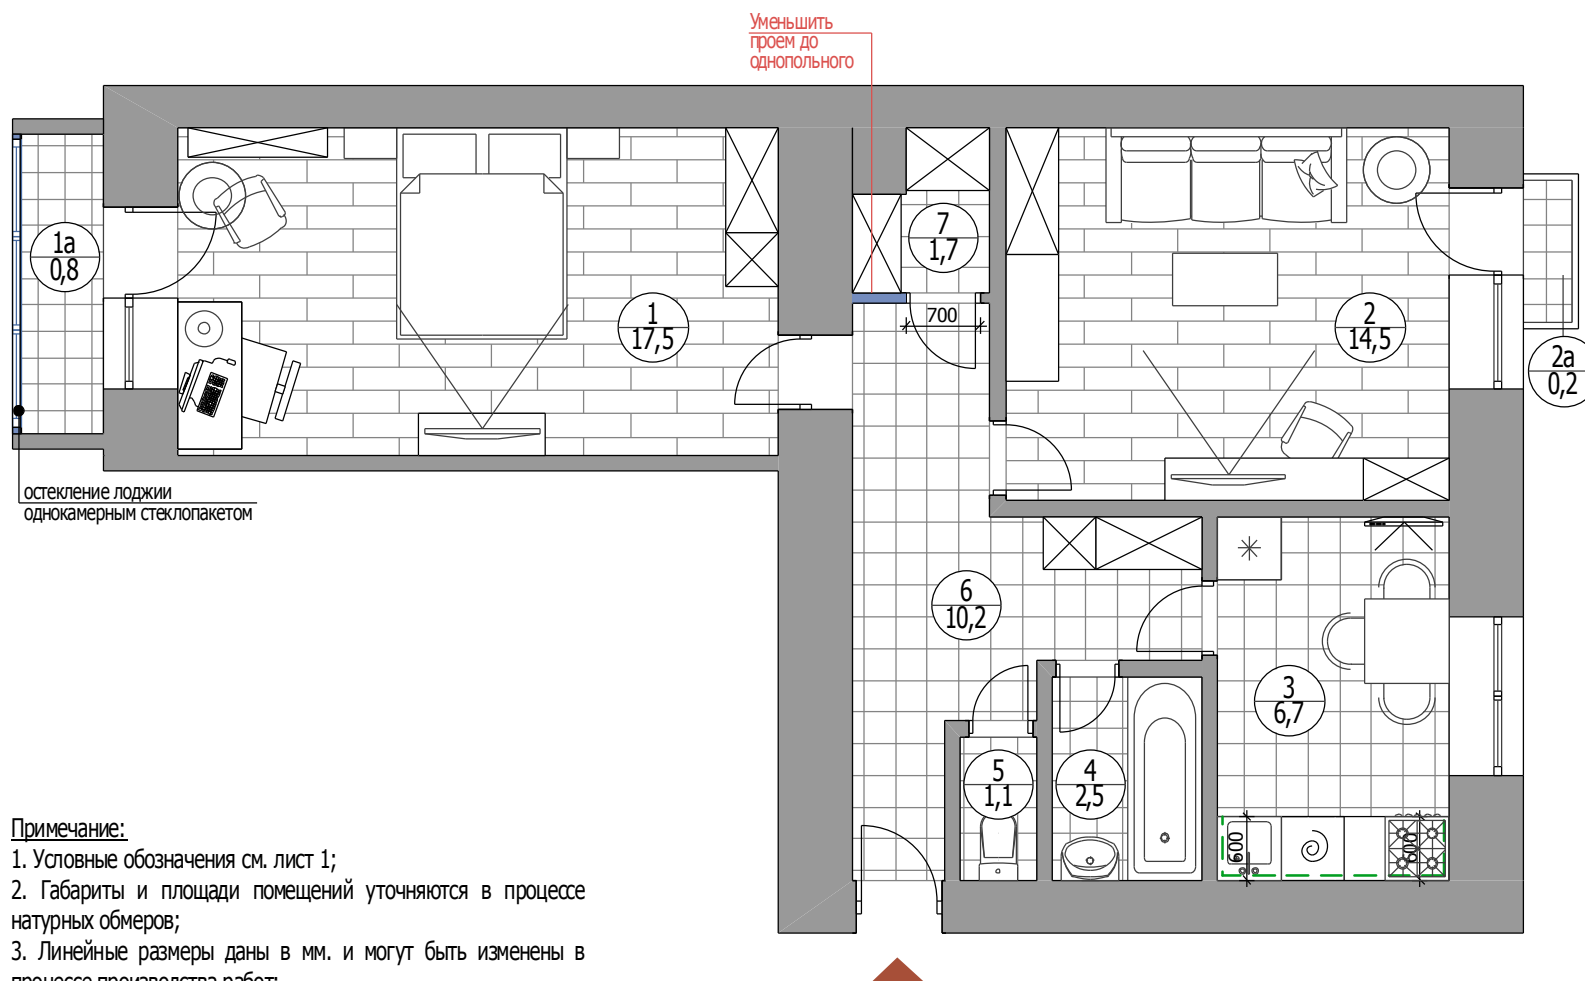 Уменьшить
проем до
однопольного
1а
0,8
7
1,7
700
1
17,5
2
14,5
2а
0,2
остекление лоджии
однокамерным стеклопакетом
6
10,2
3
6,7
5
1,1
4
2,5
600
600
Примечание:
1. Условные обозначения см. лист 1;
2. Габариты и площади помещений уточняются в процессе
натурных обмеров;
3. Линейные размеры даны в мм. и могут быть изменены в
процессе производства работ;